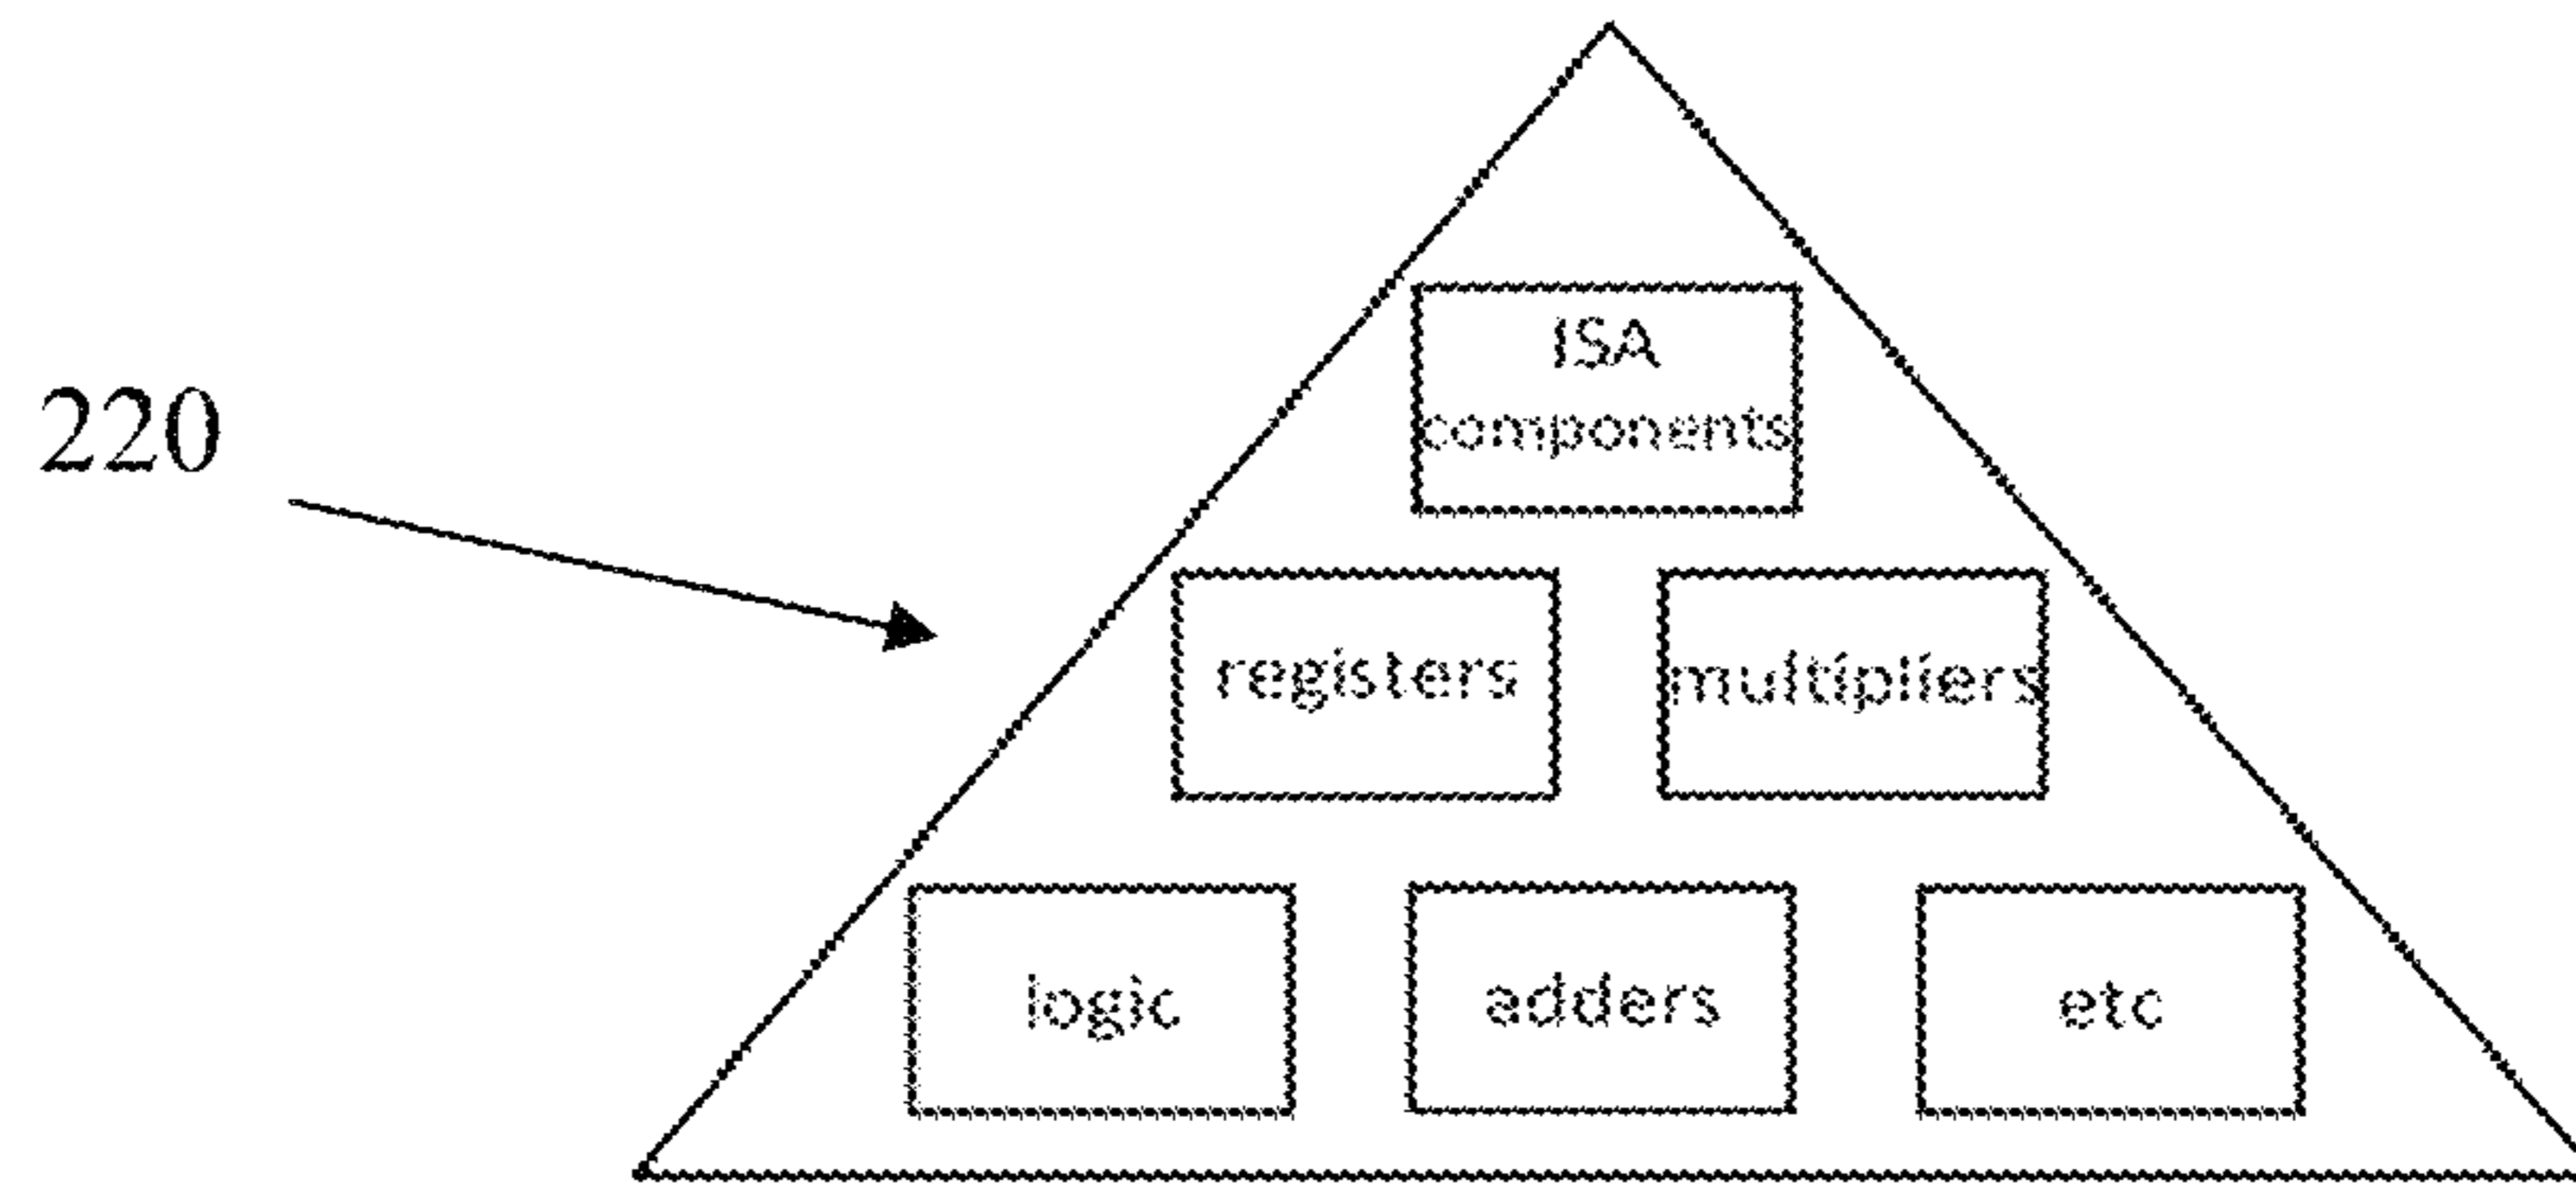 220
ISA
components
registers
multipliers
logic
adders
etc